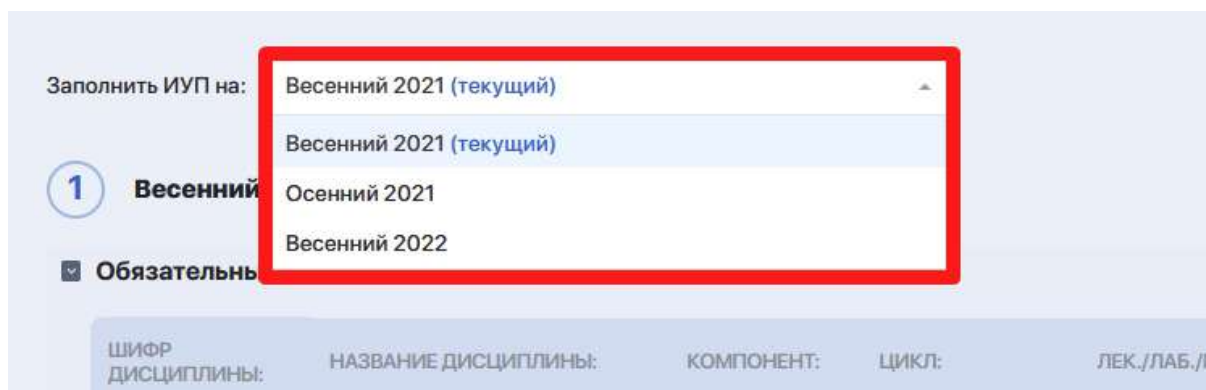 Заполнить ИУП на: Весенний 2021 (текущий)
Весенний 2021 (текущий)
Осенний 2021
Весенний 2022
1 Весенний
Обязательны
ШИФР
ДИСЦИПЛИНЫ:
НАЗВАНИЕ ДИСЦИПЛИНЫ: КОМПОНЕНТ: ЦИКЛ: ЛЕК./ЛАБ./